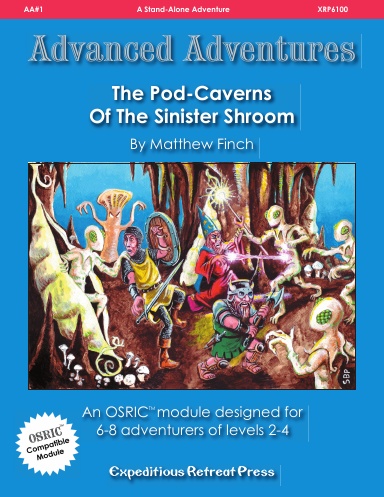 AA#1 A Stand-Alone Adventure XRP6100
Advanced Adventures
The Pod-Caverns
Of The Sinister Shroom
By Matthew Finch
SBP
An OSRIC™ module designed for
6-8 adventurers of levels 2-4
OSRIC™
Compatible
Module
Expeditious Retreat Press